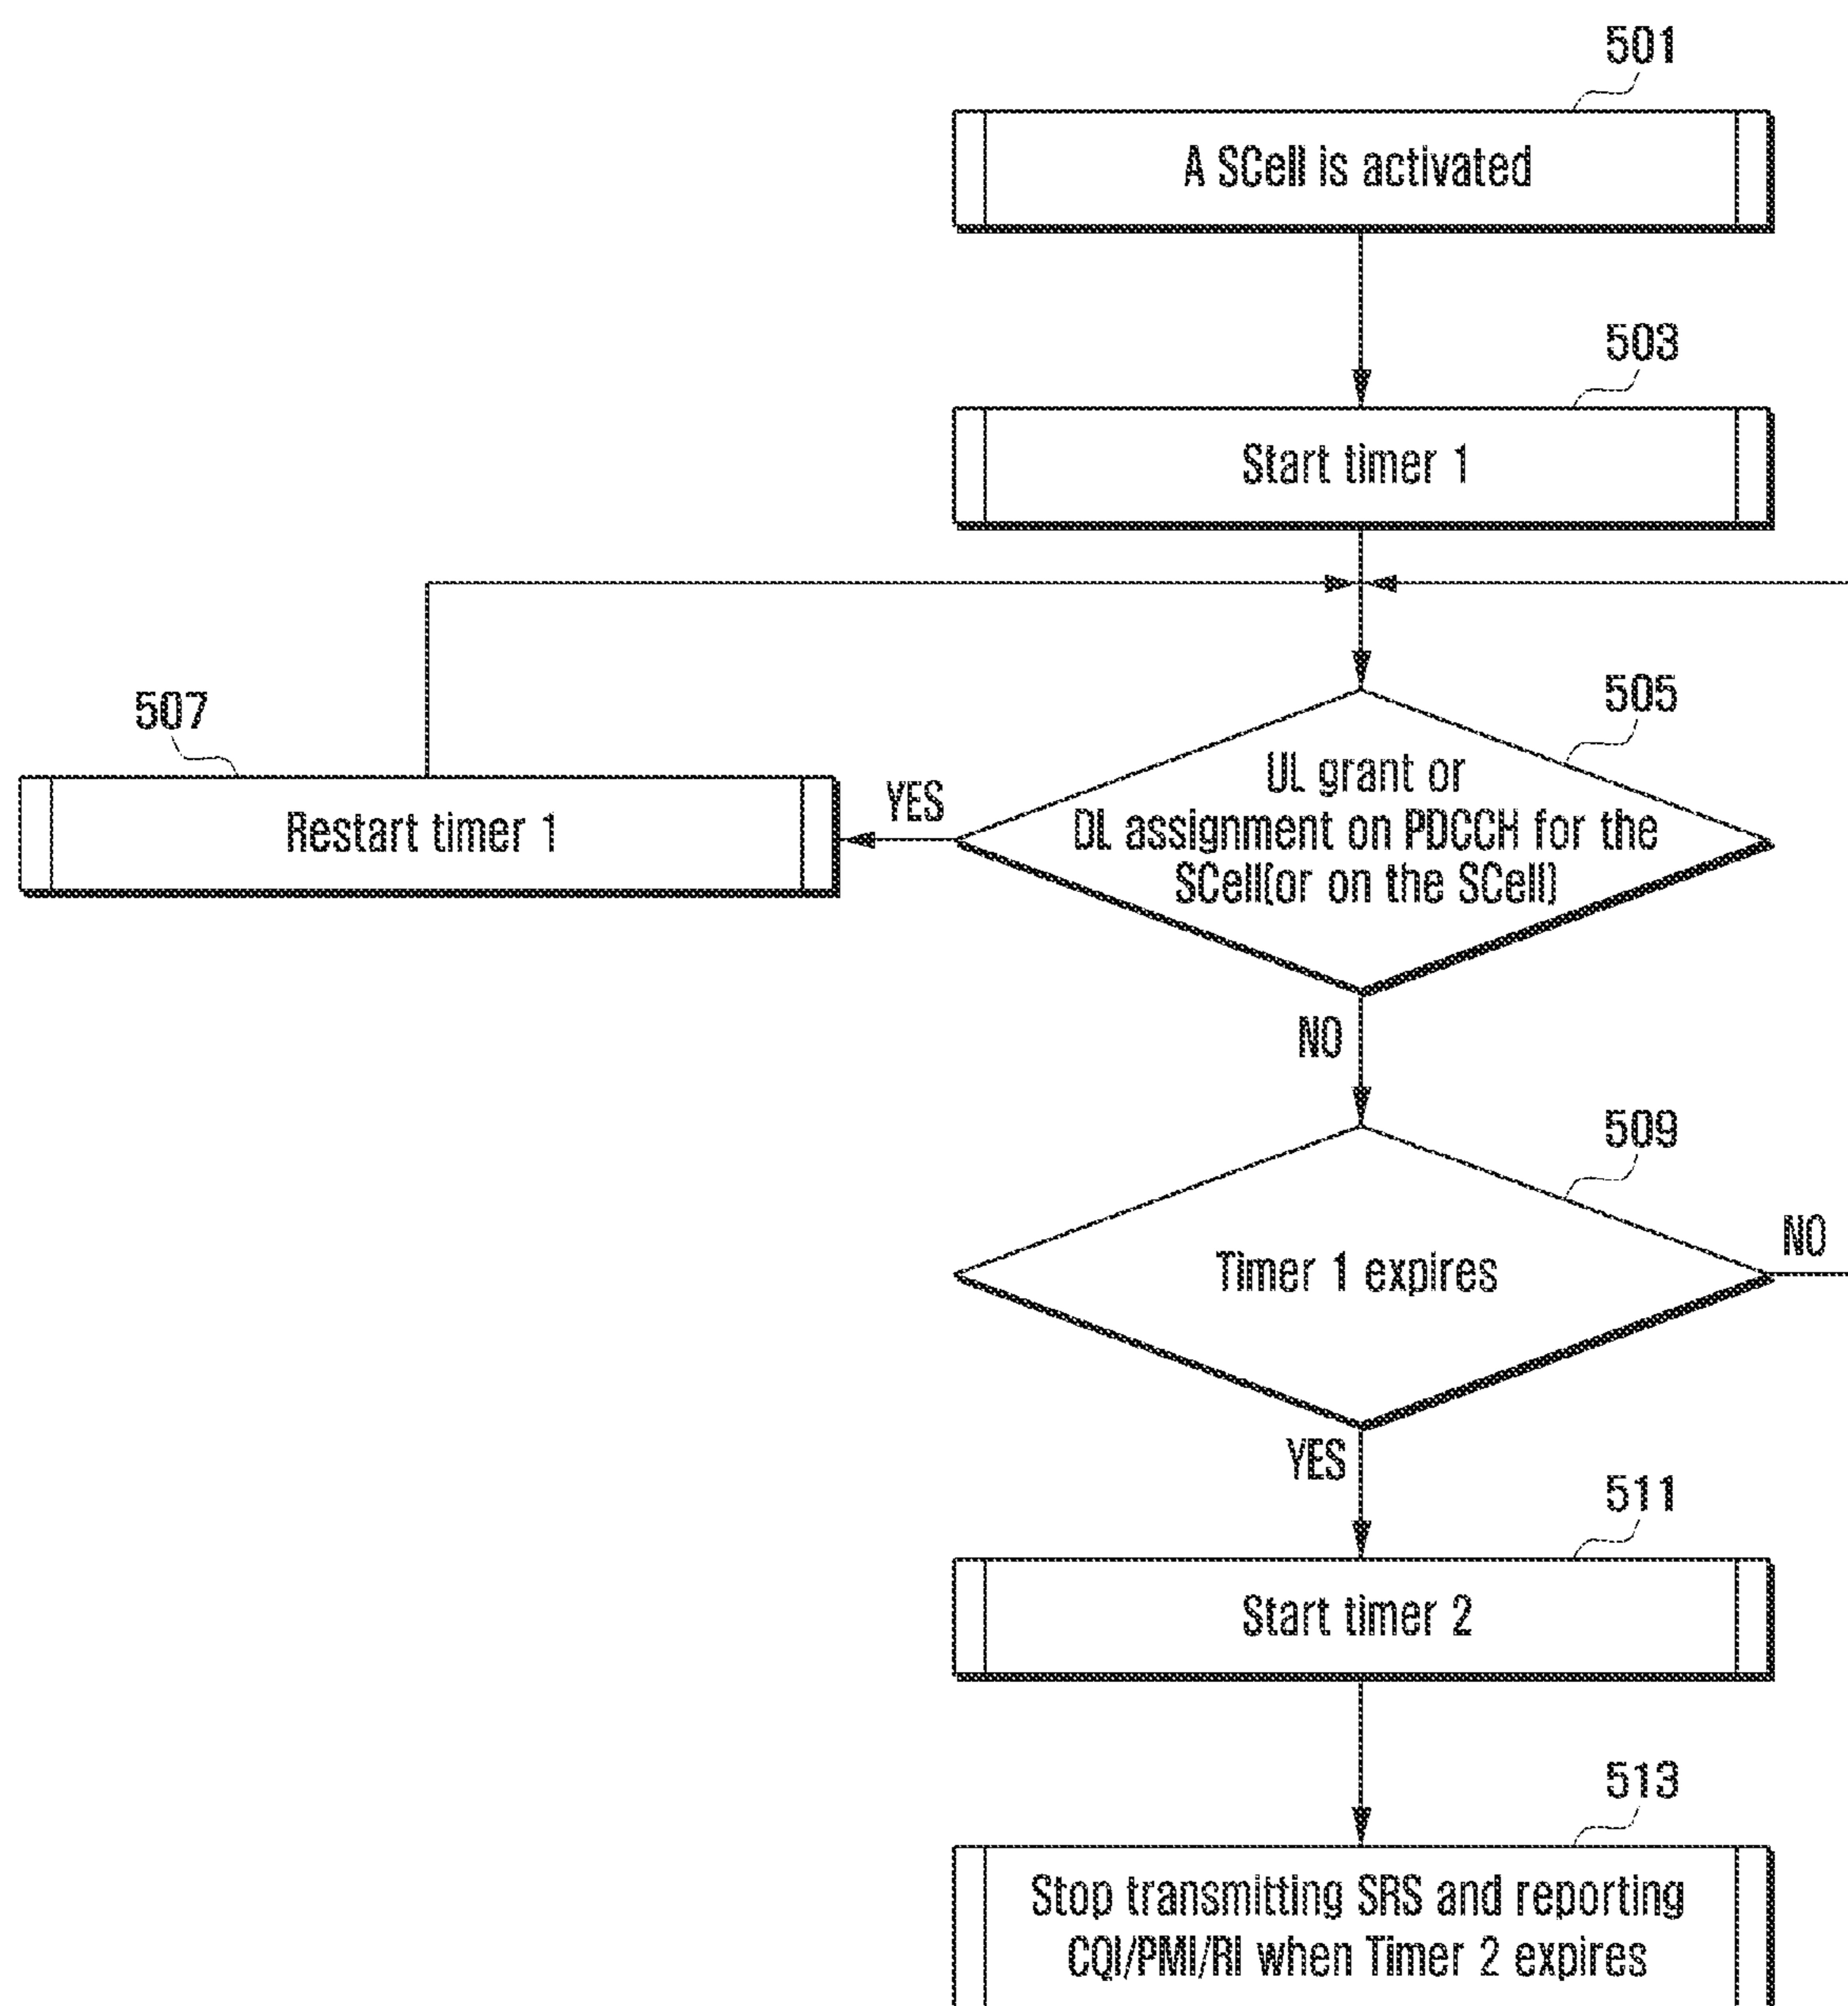 501
A SCell is activated
503
Start timer 1
505
507
UL grant or
DL assignment on PDCCH for the
SCell(or on the SCell)
YES
Restart timer 1
NO
509
Timer 1 expires
NO
YES
511
Start timer 2
513
Stop transmitting SRS and reporting
CQI/PMI/RI when Timer 2 expires